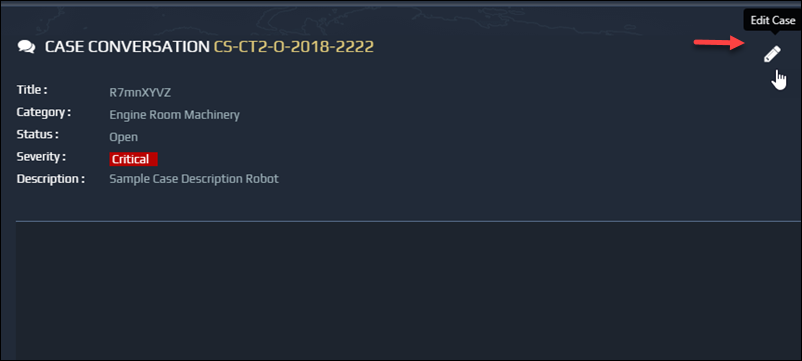 Edit Case
CASE CONVERSATION CS-CT2-O-2018-2222
Title : R7mnXYVZ
Category : Engine Room Machinery
Status : Open
Severity : Critical
Description : Sample Case Description Robot